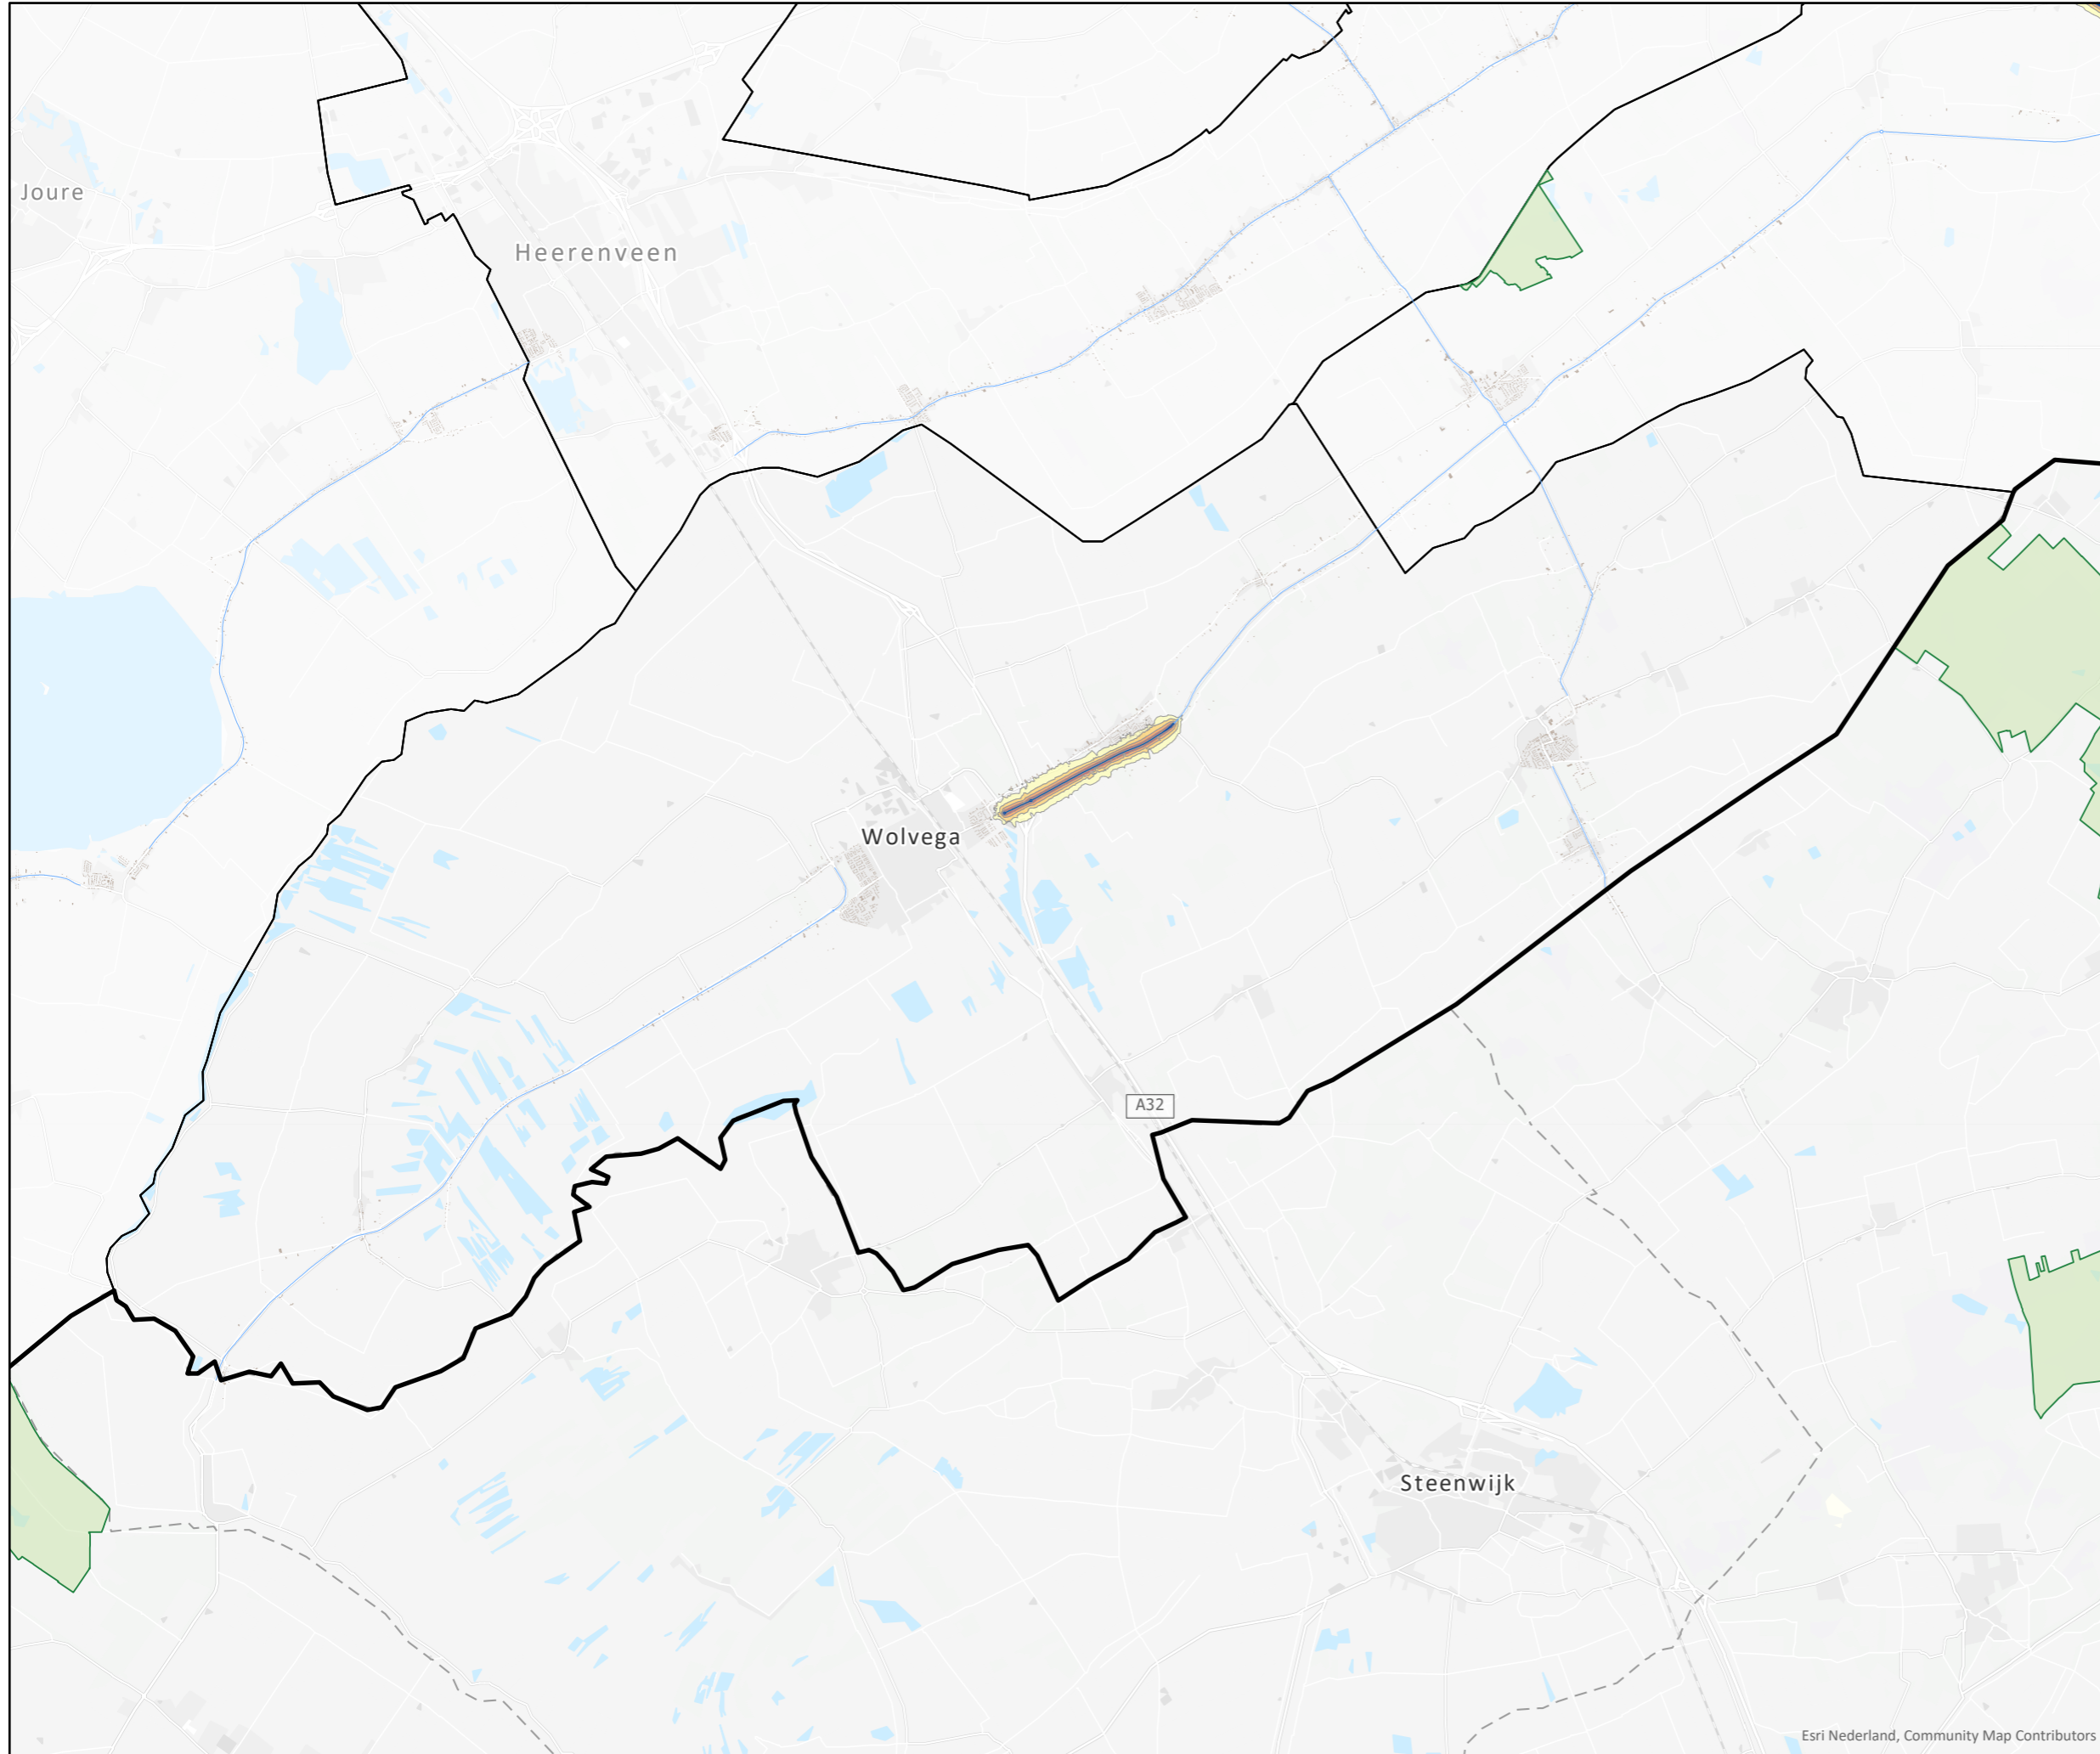 Joure
Heerenveen
Wolvega
A32
Steenwijk
Esri Nederland, Community Map Contributors